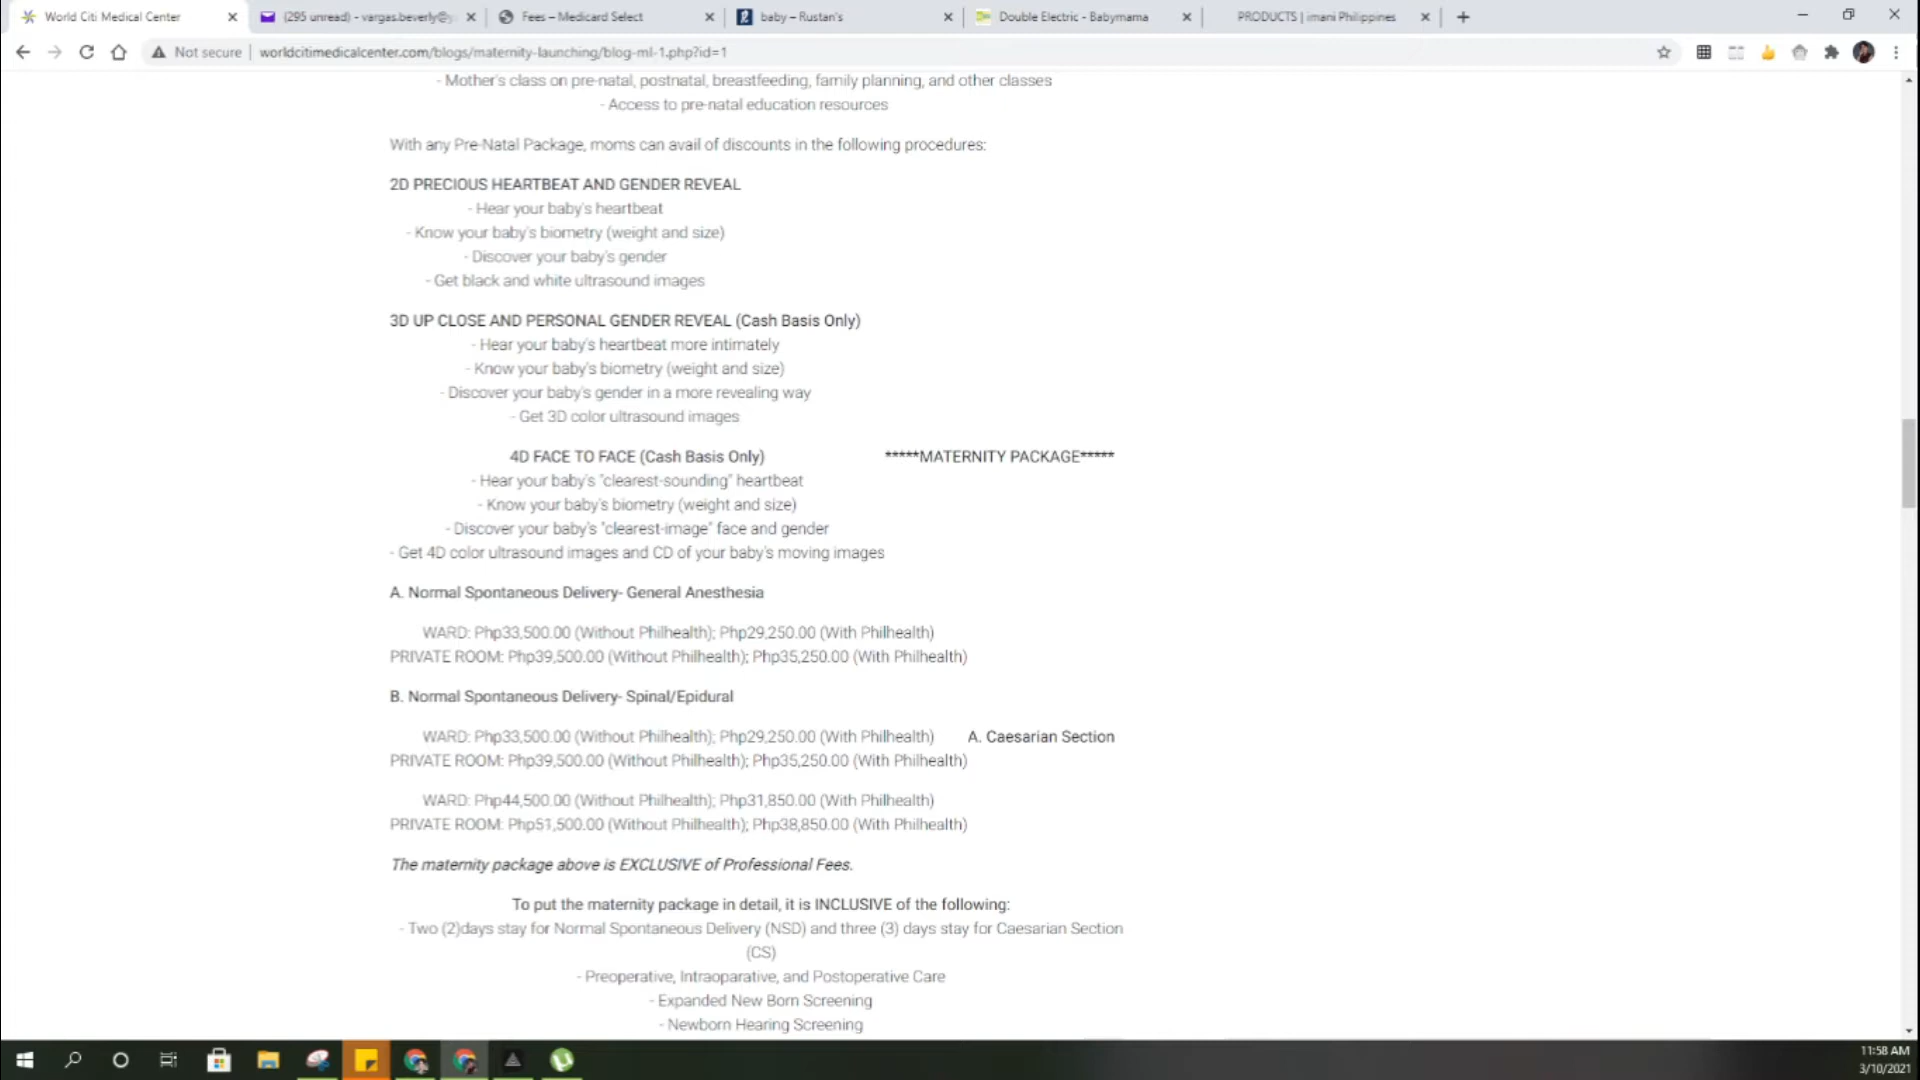 World Citi Medical Center
(295 unread) - vargas.beverly@y
Fees – Medicard Select
baby – Rustan's
Double Electric - Babymama
PRODUCTS | imani Philippines
Not secure
worldcitimedicalcenter.com/blogs/maternity-launching/blog-ml-1.php?id=1
- Mother's class on pre-natal, postnatal, breastfeeding, family planning, and other classes
- Access to pre-natal education resources
With any Pre-Natal Package, moms can avail of discounts in the following procedures:
2D PRECIOUS HEARTBEAT AND GENDER REVEAL
- Hear your baby's heartbeat
- Know your baby's biometry (weight and size)
- Discover your baby's gender
- Get black and white ultrasound images
3D UP CLOSE AND PERSONAL GENDER REVEAL (Cash Basis Only)
- Hear your baby's heartbeat more intimately
- Know your baby's biometry (weight and size)
- Discover your baby's gender in a more revealing way
- Get 3D color ultrasound images
4D FACE TO FACE (Cash Basis Only)
*****MATERNITY PACKAGE*****
- Hear your baby's "clearest-sounding" heartbeat
- Know your baby's biometry (weight and size)
- Discover your baby's "clearest-image" face and gender
- Get 4D color ultrasound images and CD of your baby's moving images
A. Normal Spontaneous Delivery- General Anesthesia
WARD: Php33,500.00 (Without Philhealth); Php29,250.00 (With Philhealth)
PRIVATE ROOM: Php39,500.00 (Without Philhealth); Php35,250.00 (With Philhealth)
B. Normal Spontaneous Delivery- Spinal/Epidural
WARD: Php33,500.00 (Without Philhealth); Php29,250.00 (With Philhealth)
A. Caesarian Section
PRIVATE ROOM: Php39,500.00 (Without Philhealth); Php35,250.00 (With Philhealth)
WARD: Php44,500.00 (Without Philhealth); Php31,850.00 (With Philhealth)
PRIVATE ROOM: Php51,500.00 (Without Philhealth); Php38,850.00 (With Philhealth)
The maternity package above is EXCLUSIVE of Professional Fees.
To put the maternity package in detail, it is INCLUSIVE of the following:
- Two (2)days stay for Normal Spontaneous Delivery (NSD) and three (3) days stay for Caesarian Section
(CS)
- Preoperative, Intraoparative, and Postoperative Care
- Expanded New Born Screening
- Newborn Hearing Screening
11:58 AM
3/10/2021